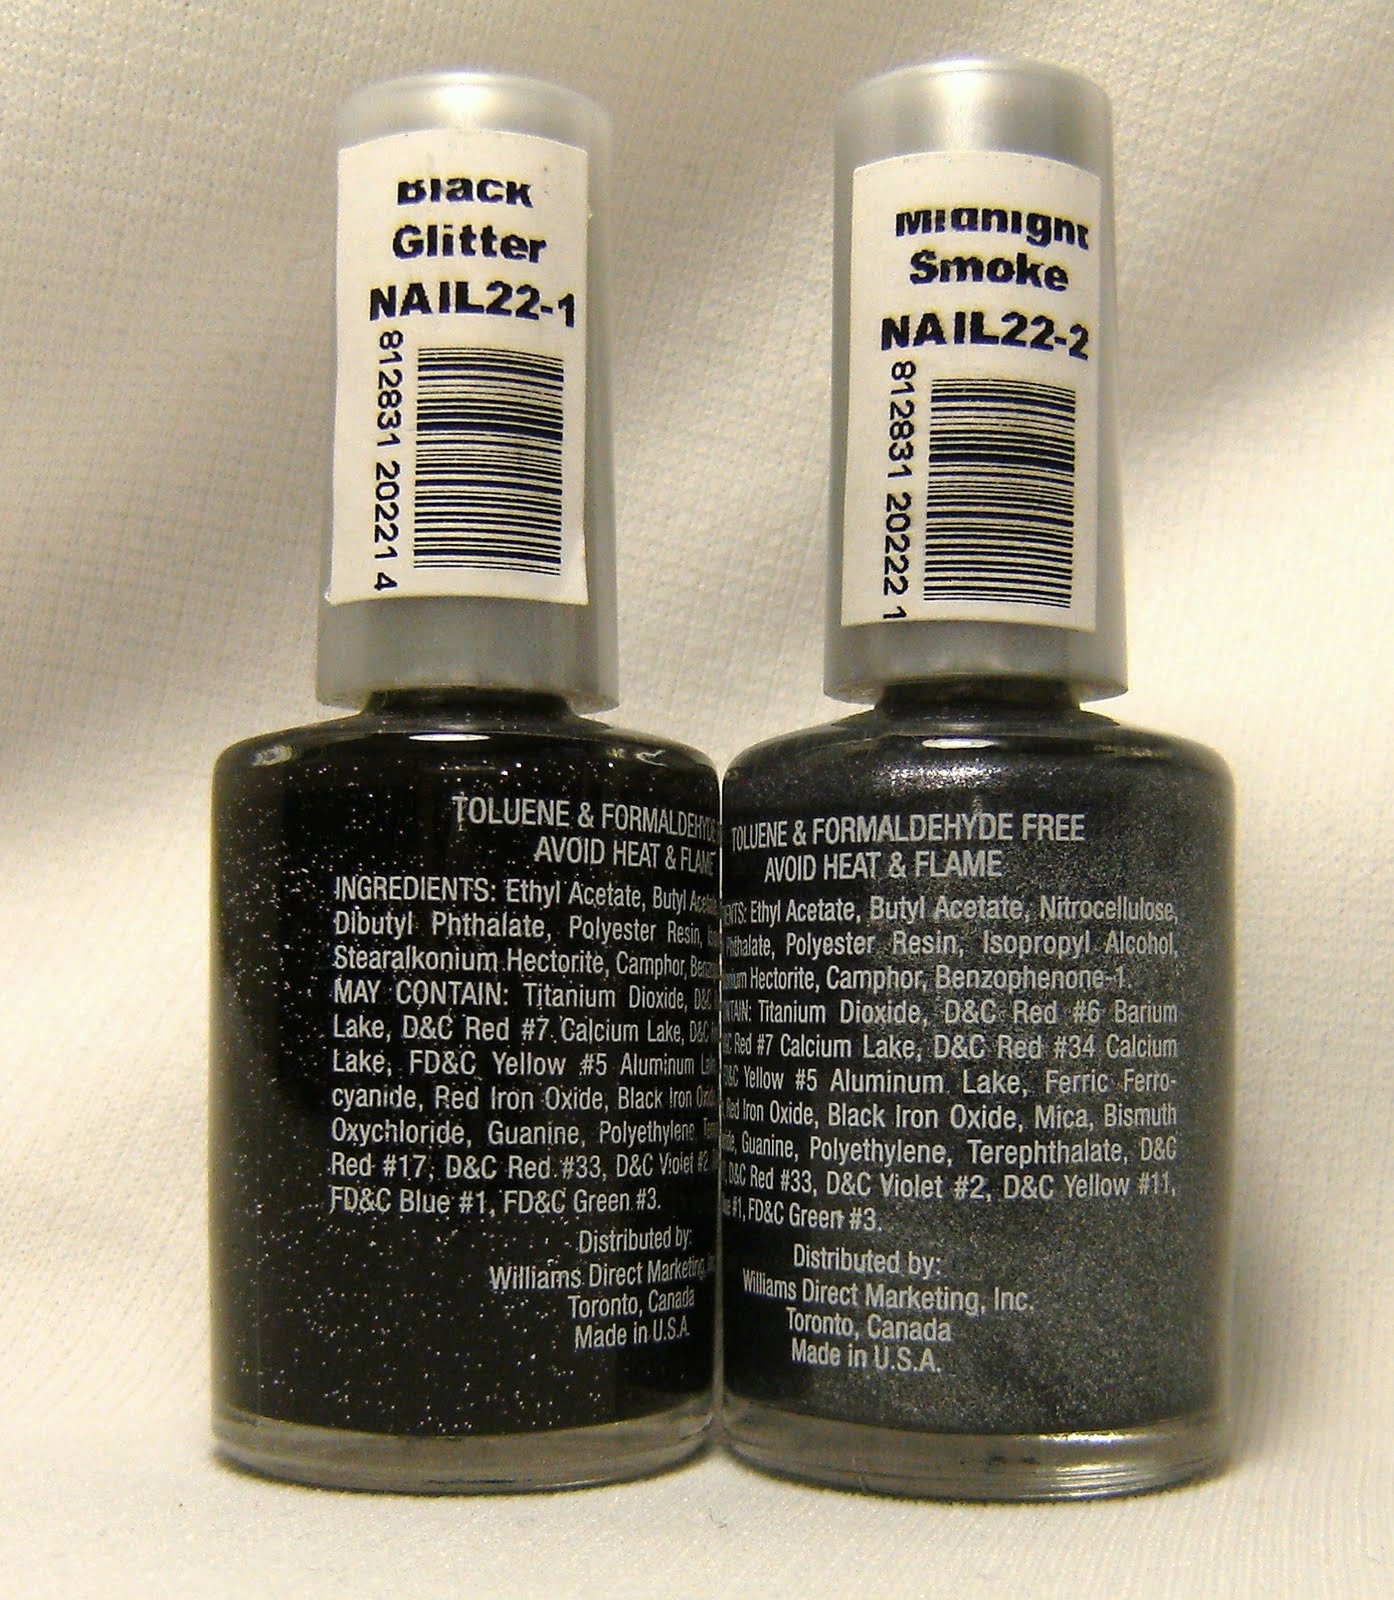 Black
Glitter
NAIL22-1
812831 20221 4
TOLUENE & FORMALDEHYDE
AVOID HEAT & FLAME
INGREDIENTS: Ethyl Acetate, Butyl Acetate,
Dibutyl Phthalate, Polyester Resin,
Stearalkonium Hectorite, Camphor,
MAY CONTAIN: Titanium Dioxide, D&C
Lake, D&C Red #7 Calcium Lake, D&C
Lake, FD&C Yellow #5 Aluminum Lake
cyanide, Red Iron Oxide, Black Iron Oxide,
Oxychloride, Guanine, Polyethylene,
Red #17, D&C Red #33, D&C Violet #2,
FD&C Blue #1, FD&C Green #3.
Distributed by:
Williams Direct Marketing,
Toronto, Canada
Made in U.S.A.
Midnight
Smoke
NAIL22-2
812831 20222 1
TOLUENE & FORMALDEHYDE FREE
AVOID HEAT & FLAME
Ethyl Acetate, Butyl Acetate, Nitrocellulose,
Phthalate, Polyester Resin, Isopropyl Alcohol,
Hectorite, Camphor, Benzophenone-1.
Titanium Dioxide, D&C Red #6 Barium
Red #7 Calcium Lake, D&C Red #34 Calcium
Yellow #5 Aluminum Lake, Ferric Ferro-
Red Iron Oxide, Black Iron Oxide, Mica, Bismuth
Guanine, Polyethylene, Terephthalate, D&C
D&C Red #33, D&C Violet #2, D&C Yellow #11,
#1, FD&C Green #3.
Distributed by:
Williams Direct Marketing, Inc.
Toronto, Canada
Made in U.S.A.